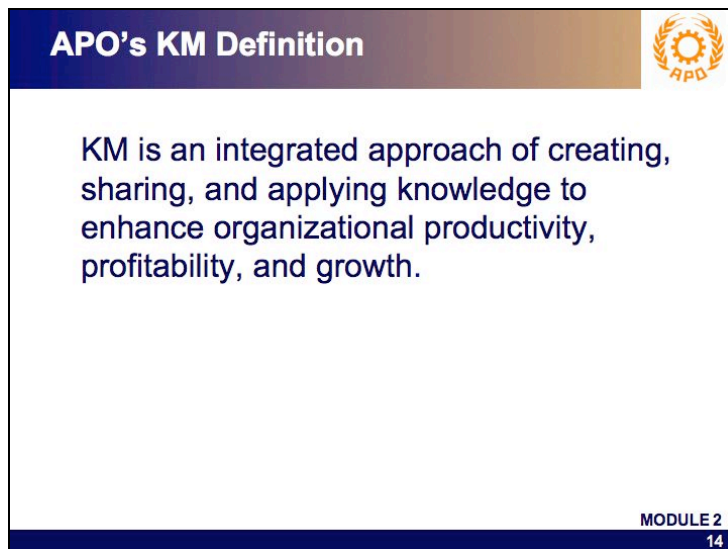 APO's KM Definition
APO
KM is an integrated approach of creating,
sharing, and applying knowledge to
enhance organizational productivity,
profitability, and growth.
MODULE 2
14